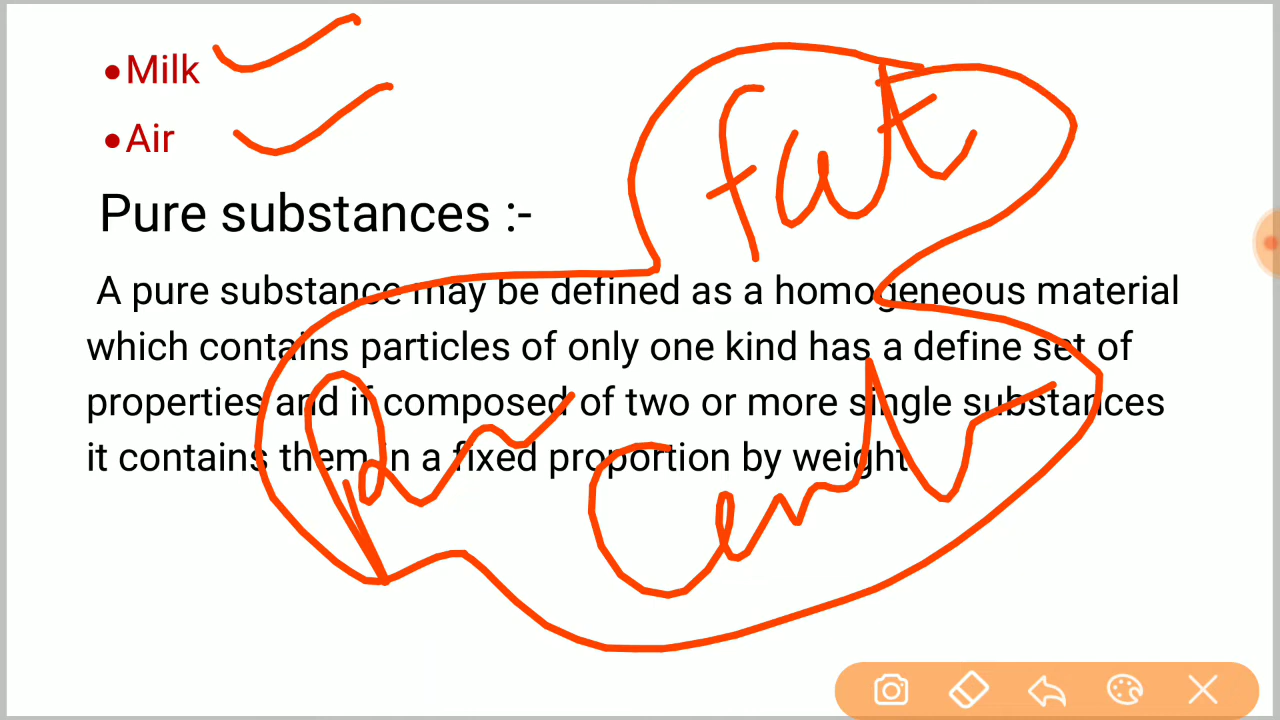 •Milk
•Air
fat
Pure substances :-
A pure substance may be defined as a homogeneous material
which contains particles of only one kind has a define set of
properties and if composed of two or more single substances
it contains them in a fixed proportion by weight